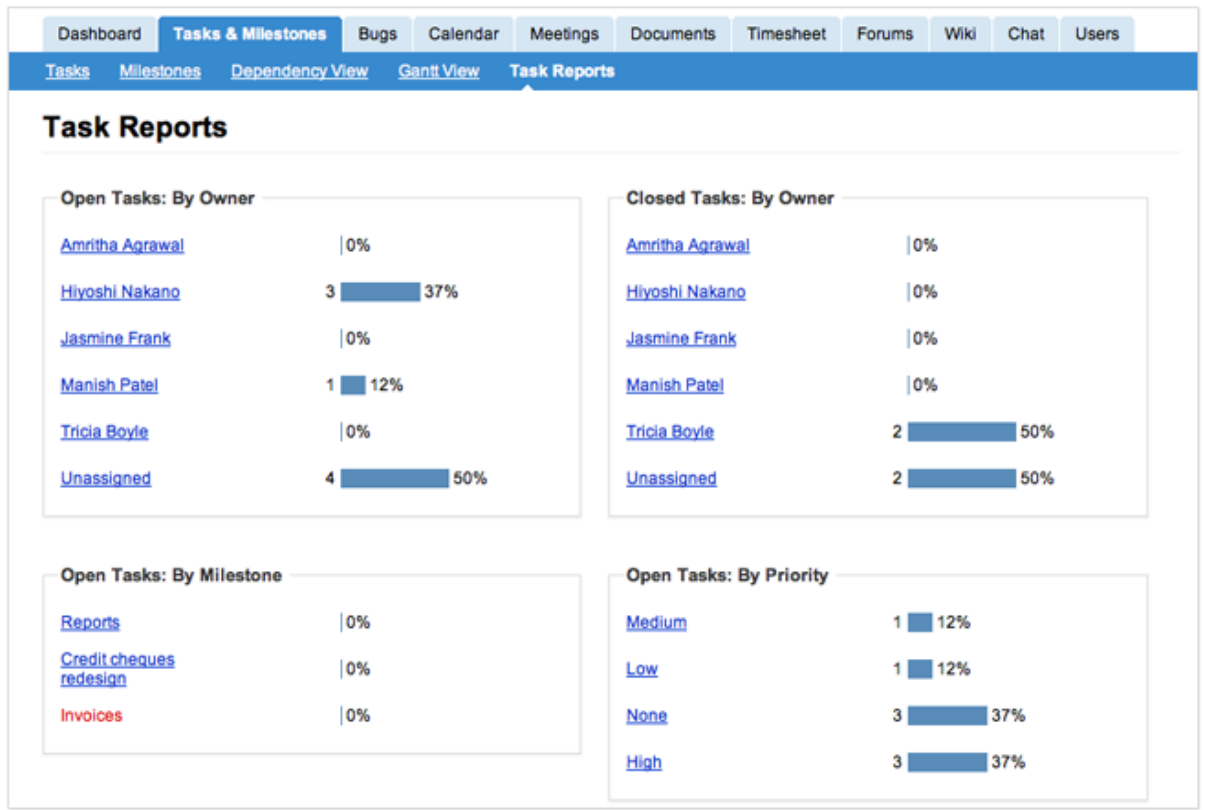 Dashboard Tasks & Milestones Bugs Calendar Meetings Documents Timesheet Forums Wiki Chat Users
Tasks Milestones Dependency View Gantt View Task Reports
Task Reports
Open Tasks: By Owner
Amritha Agrawal 0%
Hiyoshi Nakano 3 37%
Jasmine Frank 0%
Manish Patel 1 12%
Tricia Boyle 0%
Unassigned 4 50%
Closed Tasks: By Owner
Amritha Agrawal 0%
Hiyoshi Nakano 0%
Jasmine Frank 0%
Manish Patel 0%
Tricia Boyle 2 50%
Unassigned 2 50%
Open Tasks: By Milestone
Reports 0%
Credit cheques
redesign 0%
Invoices 0%
Open Tasks: By Priority
Medium 1 12%
Low 1 12%
None 3 37%
High 3 37%